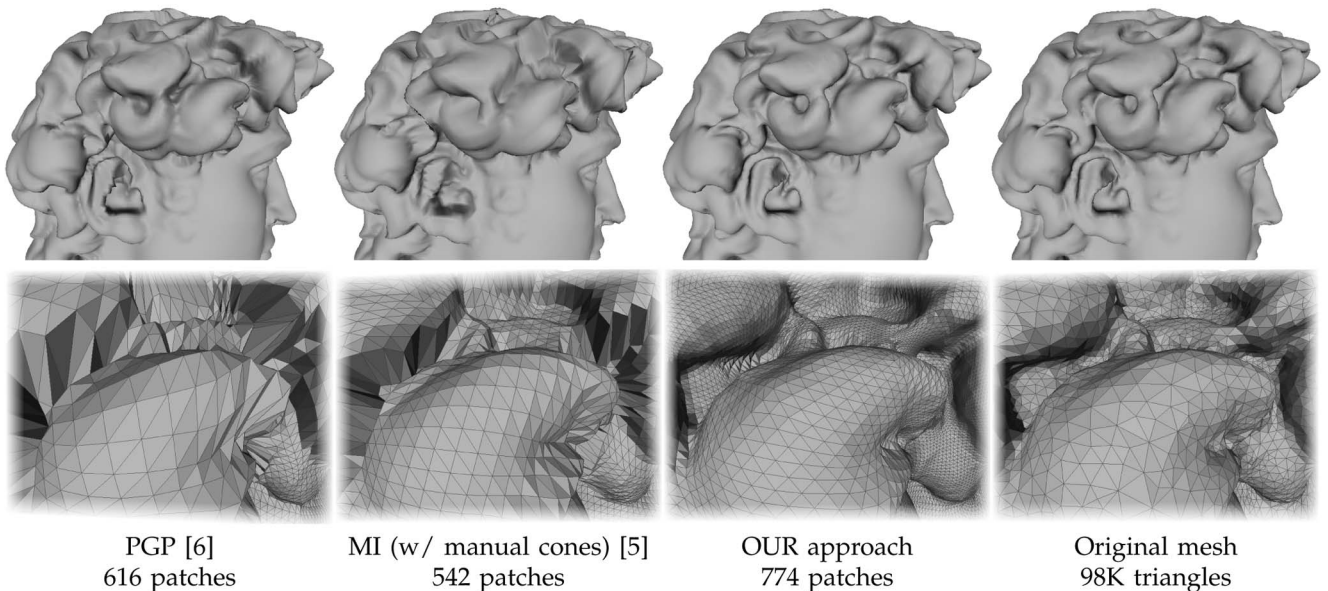 PGP [6]
616 patches
MI (w/ manual cones) [5]
542 patches
OUR approach
774 patches
Original mesh
98K triangles